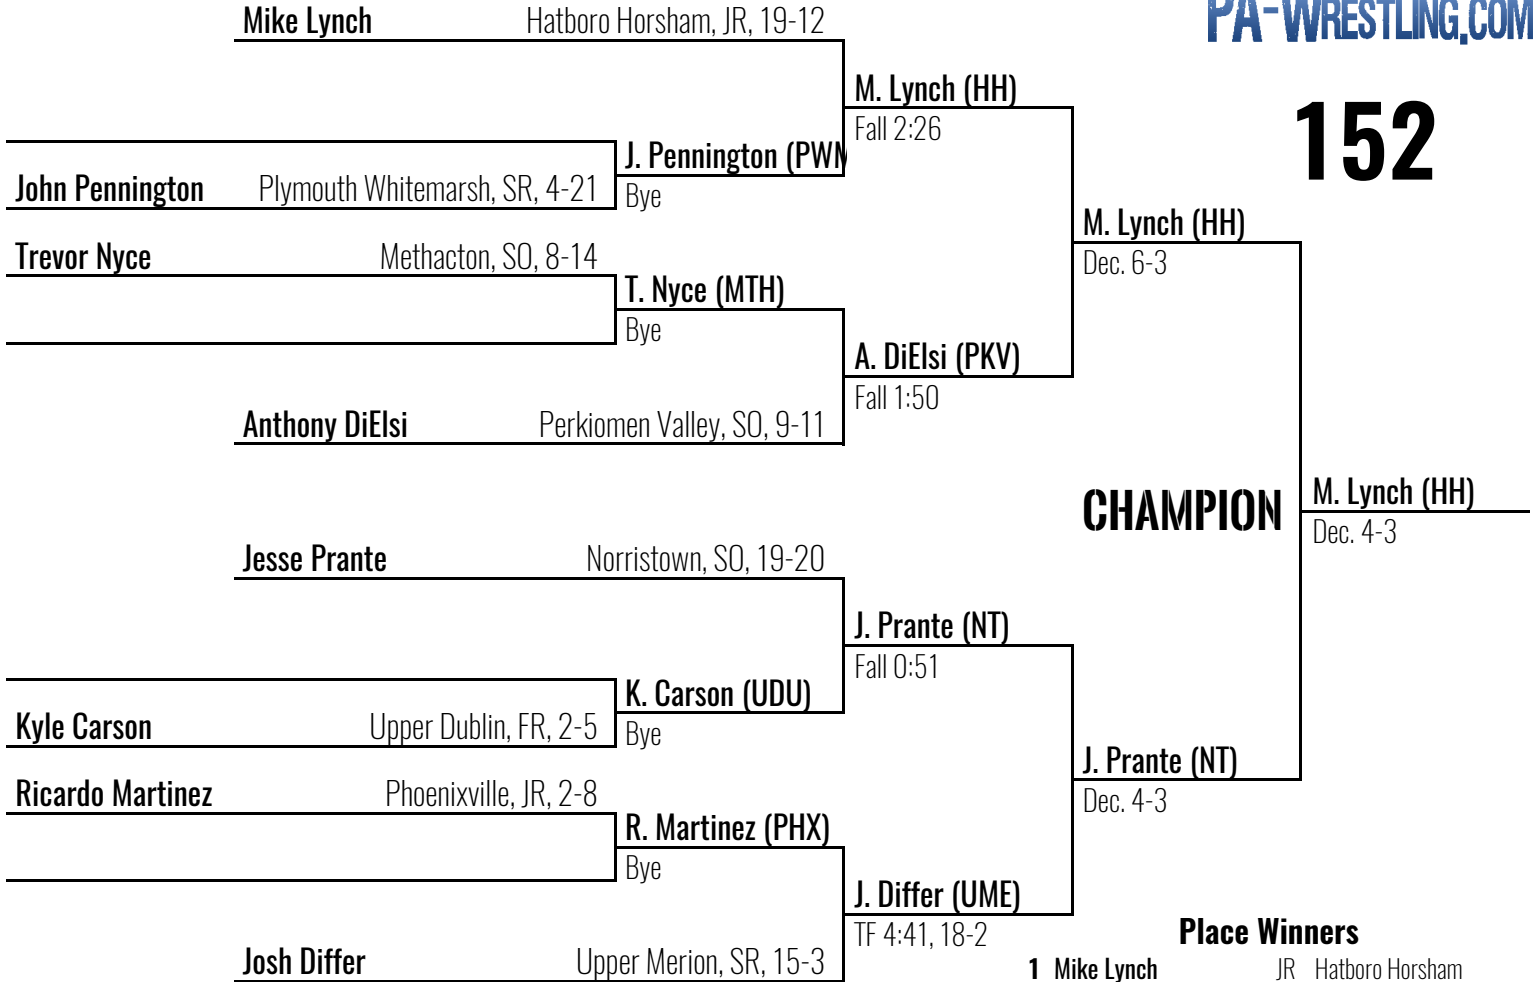 Mike Lynch Hatboro Horsham, JR, 19-12
PA-WRESTLING.COM
M. Lynch (HH)
Fall 2:26
152
J. Pennington (PWM
Bye
John Pennington Plymouth Whitemarsh, SR, 4-21
M. Lynch (HH)
Dec. 6-3
Trevor Nyce Methacton, SO, 8-14
T. Nyce (MTH)
Bye
A. DiElsi (PKV)
Fall 1:50
Anthony DiElsi Perkiomen Valley, SO, 9-11
CHAMPION
M. Lynch (HH)
Dec. 4-3
Jesse Prante Norristown, SO, 19-20
J. Prante (NT)
Fall 0:51
K. Carson (UDU)
Bye
Kyle Carson Upper Dublin, FR, 2-5
J. Prante (NT)
Dec. 4-3
Ricardo Martinez Phoenixville, JR, 2-8
R. Martinez (PHX)
Bye
J. Differ (UME)
TF 4:41, 18-2
Josh Differ Upper Merion, SR, 15-3
Place Winners
1 Mike Lynch JR Hatboro Horsham